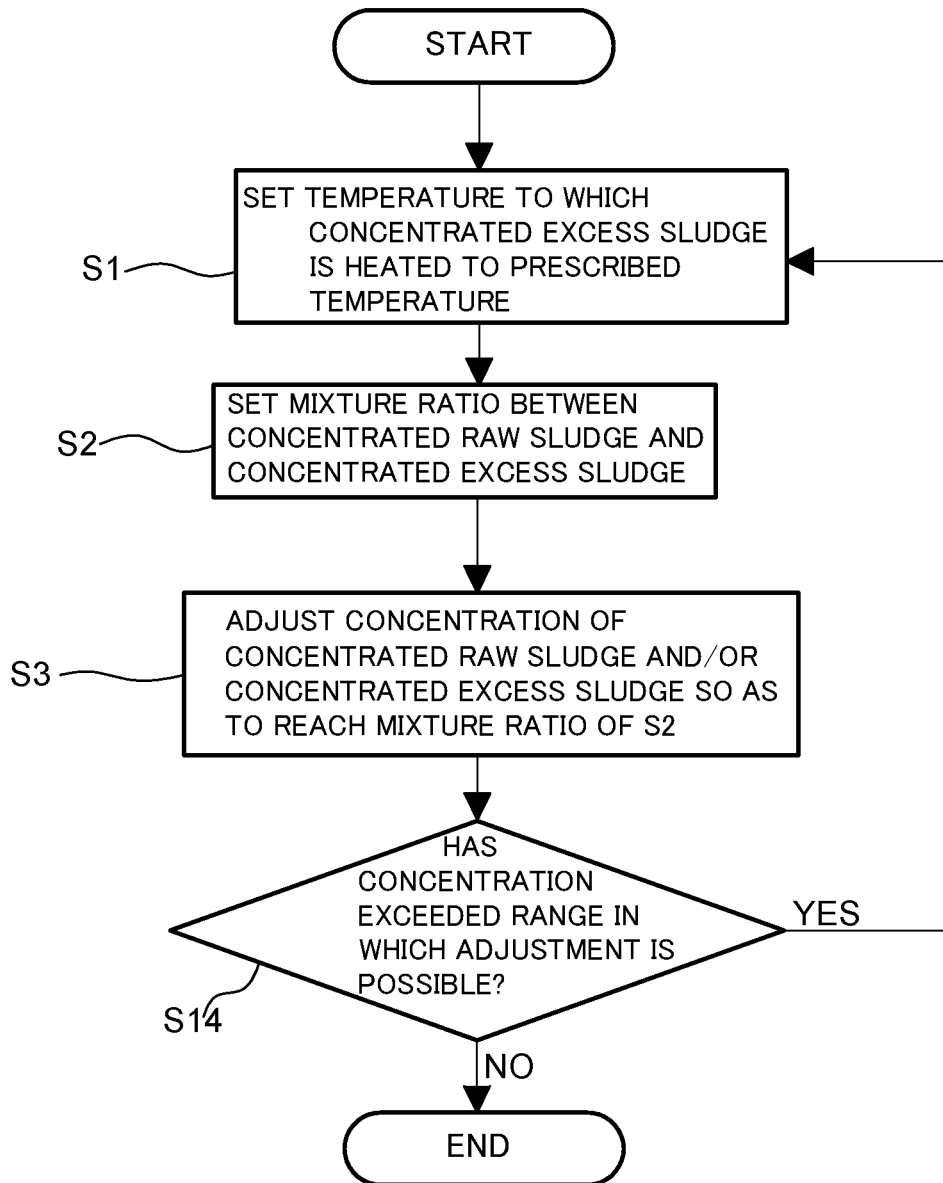 START
SET TEMPERATURE TO WHICH
CONCENTRATED EXCESS SLUDGE
IS HEATED TO PRESCRIBED
TEMPERATURE
S1
SET MIXTURE RATIO BETWEEN
CONCENTRATED RAW SLUDGE AND
CONCENTRATED EXCESS SLUDGE
S2
ADJUST CONCENTRATION OF
CONCENTRATED RAW SLUDGE AND/OR
CONCENTRATED EXCESS SLUDGE SO AS
TO REACH MIXTURE RATIO OF S2
S3
HAS
CONCENTRATION
EXCEEDED RANGE IN
WHICH ADJUSTMENT IS
POSSIBLE?
YES
S14
NO
END